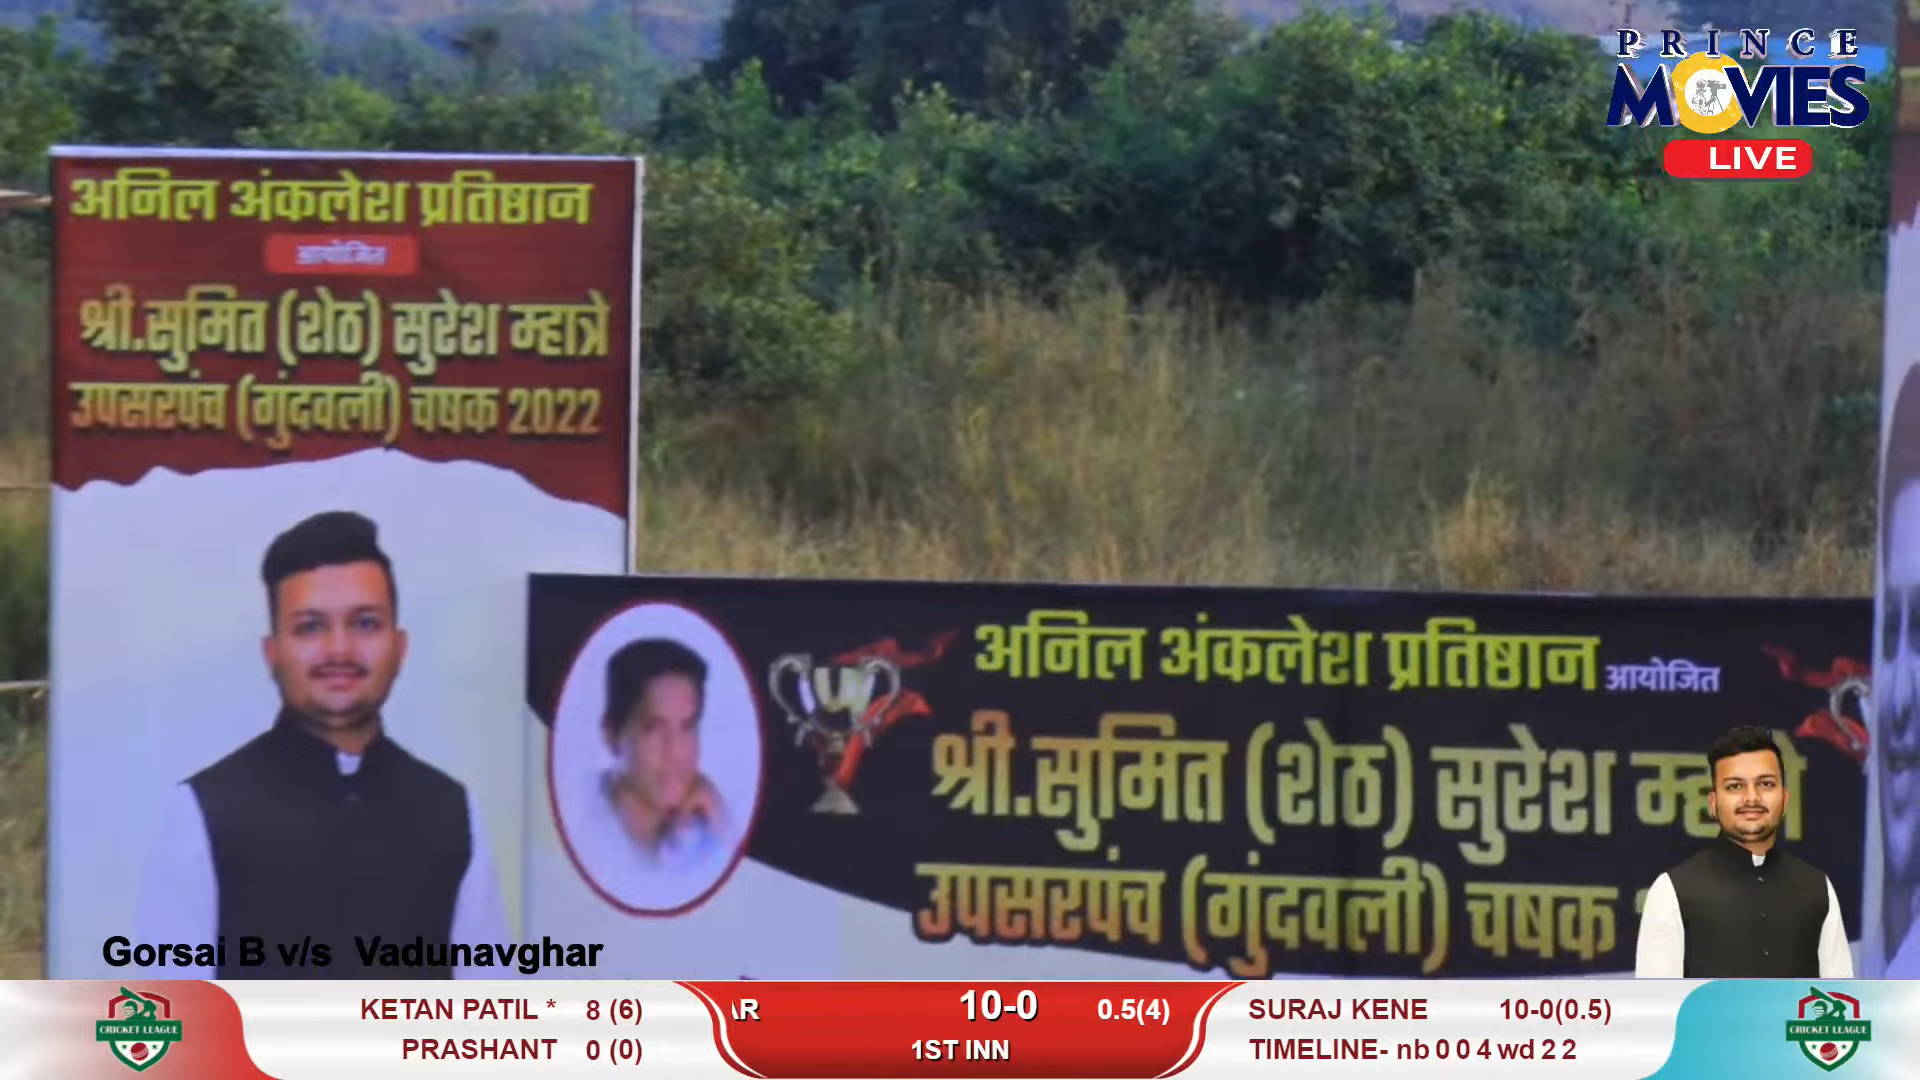 PRINCE
MOVIES
LIVE
अनिल अंकलेश प्रतिष्ठान
आयोजित
श्री.सुमित (शेठ) सुरेश म्हात्रे
उपसरपंच (गुंदवली) चषक 2022
अनिल अंकलेश प्रतिष्ठान आयोजित
श्री.सुमित (शेठ) सुरेश
उपसरपंच (गुंदवली) चषक
Gorsai B v/s Vadunavghar
CRICKET LEAGUE
KETAN PATIL * 8 (6)
PRASHANT 0 (0)
AR 10-0 0.5(4)
1ST INN
SURAJ KENE 10-0(0.5)
TIMELINE- nb 0 0 4 wd 2 2
CRICKET LEAGUE